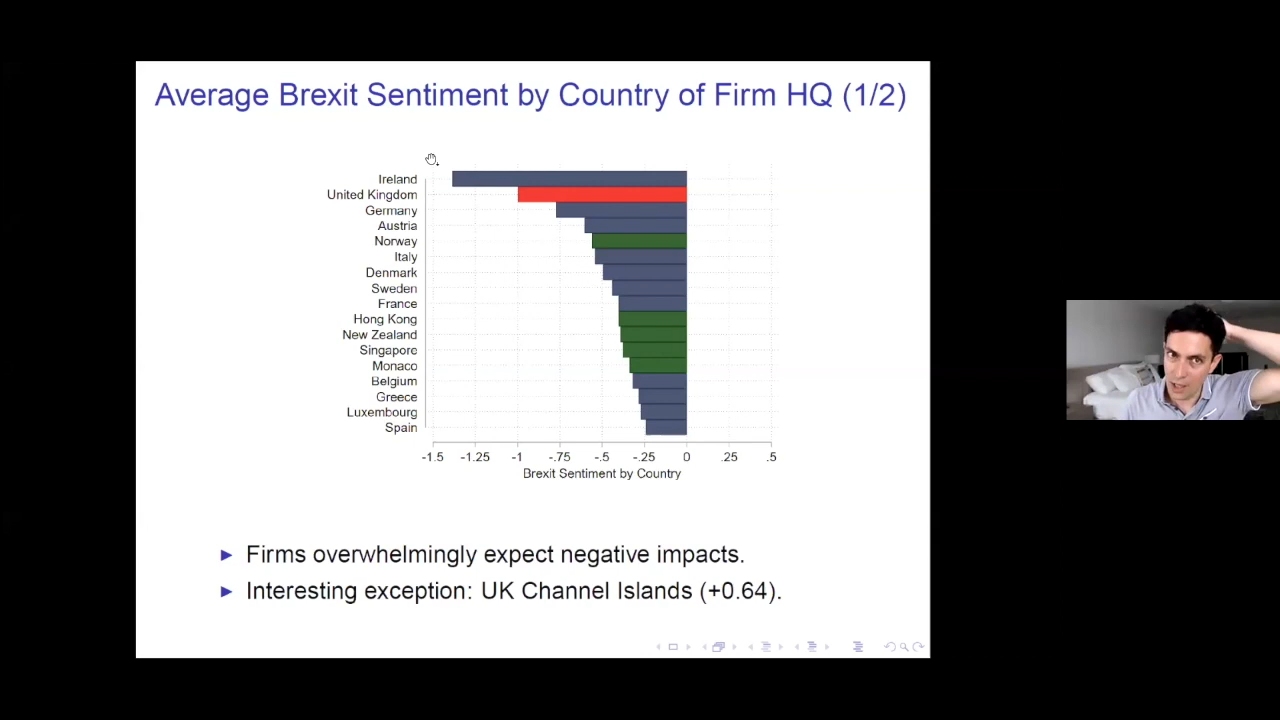 Average Brexit Sentiment by Country of Firm HQ (1/2)
Ireland
United Kingdom
Germany
Austria
Norway
Italy
Denmark
Sweden
France
Hong Kong
New Zealand
Singapore
Monaco
Belgium
Greece
Luxembourg
Spain
-1.5 -1.25 -1 -.75 -.5 -.25 0 .25 .5
Brexit Sentiment by Country
Firms overwhelmingly expect negative impacts.
Interesting exception: UK Channel Islands (+0.64).